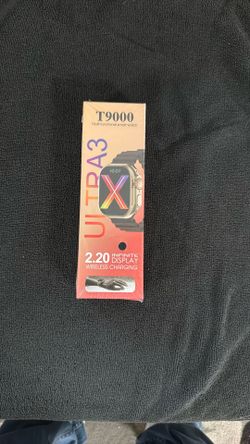 T9000
ULTRA3
2.20 INFINITE
DISPLAY
WIRELESS CHARGING